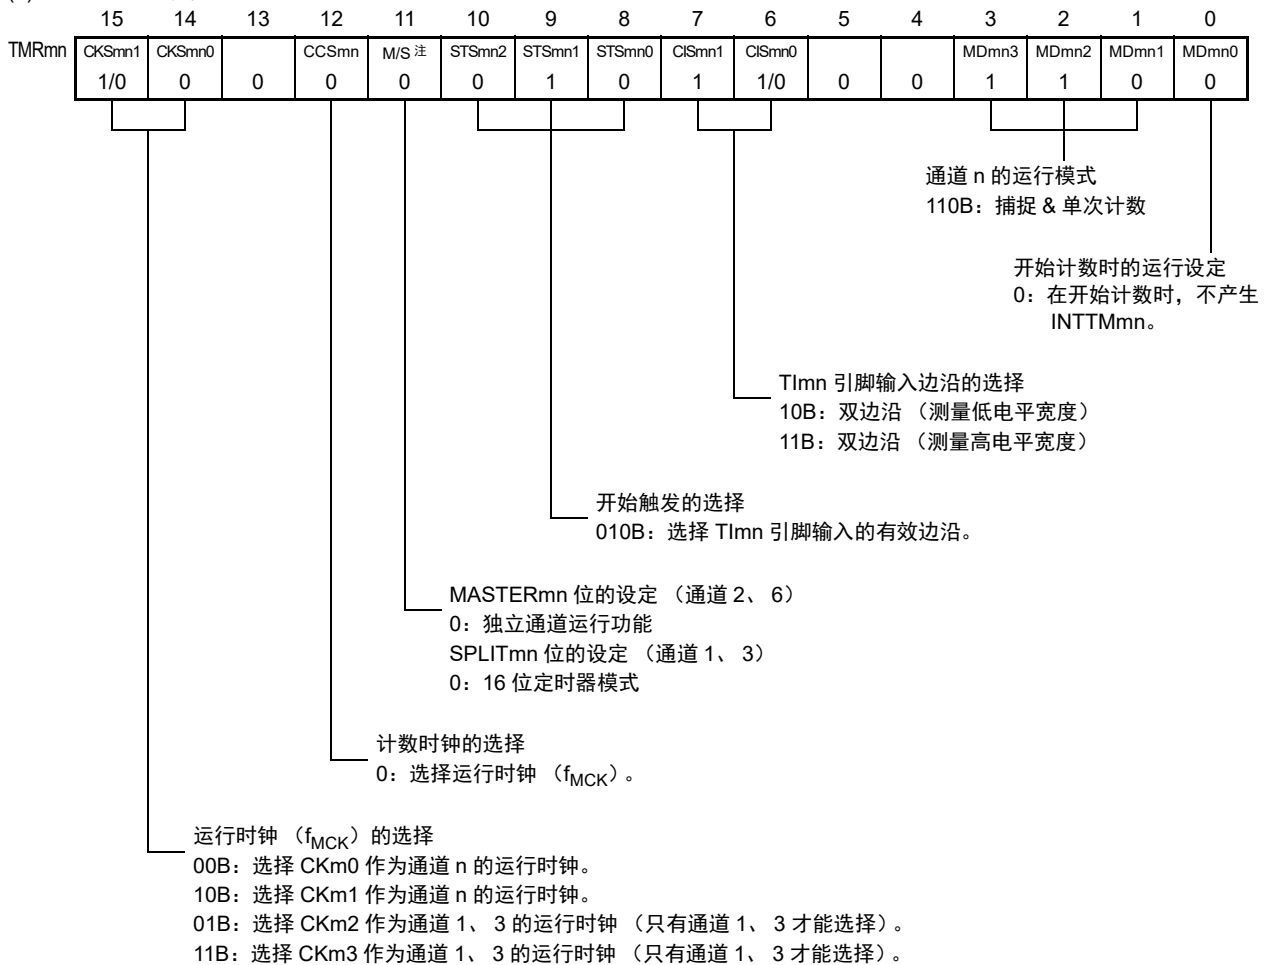 15 14 13 12 11 10 9 8 7 6 5 4 3 2 1 0
TMRmn CKSmn1 CKSmn0 CCSmn M/S 注 STSmn2 STSmn1 STSmn0 CISmn1 CISmn0 MDmn3 MDmn2 MDmn1 MDmn0
1/0 0 0 0 0 0 1 0 1 1/0 0 0 1 1 0 0
通道 n 的运行模式
110B：捕捉 & 单次计数
开始计数时的运行设定
0：在开始计数时，不产生
INTTMmn。
TImn 引脚输入边沿的选择
10B：双边沿 （测量低电平宽度）
11B：双边沿 （测量高电平宽度）
开始触发的选择
010B：选择 TImn 引脚输入的有效边沿。
MASTERmn 位的设定 （通道 2、 6）
0：独立通道运行功能
SPLITmn 位的设定 （通道 1、 3）
0：16 位定时器模式
计数时钟的选择
0：选择运行时钟 （fMCK）。
运行时钟 （fMCK）的选择
00B：选择 CKm0 作为通道 n 的运行时钟。
10B：选择 CKm1 作为通道 n 的运行时钟。
01B：选择 CKm2 作为通道 1、 3 的运行时钟 （只有通道 1、 3 才能选择）。
11B：选择 CKm3 作为通道 1、 3 的运行时钟 （只有通道 1、 3 才能选择）。